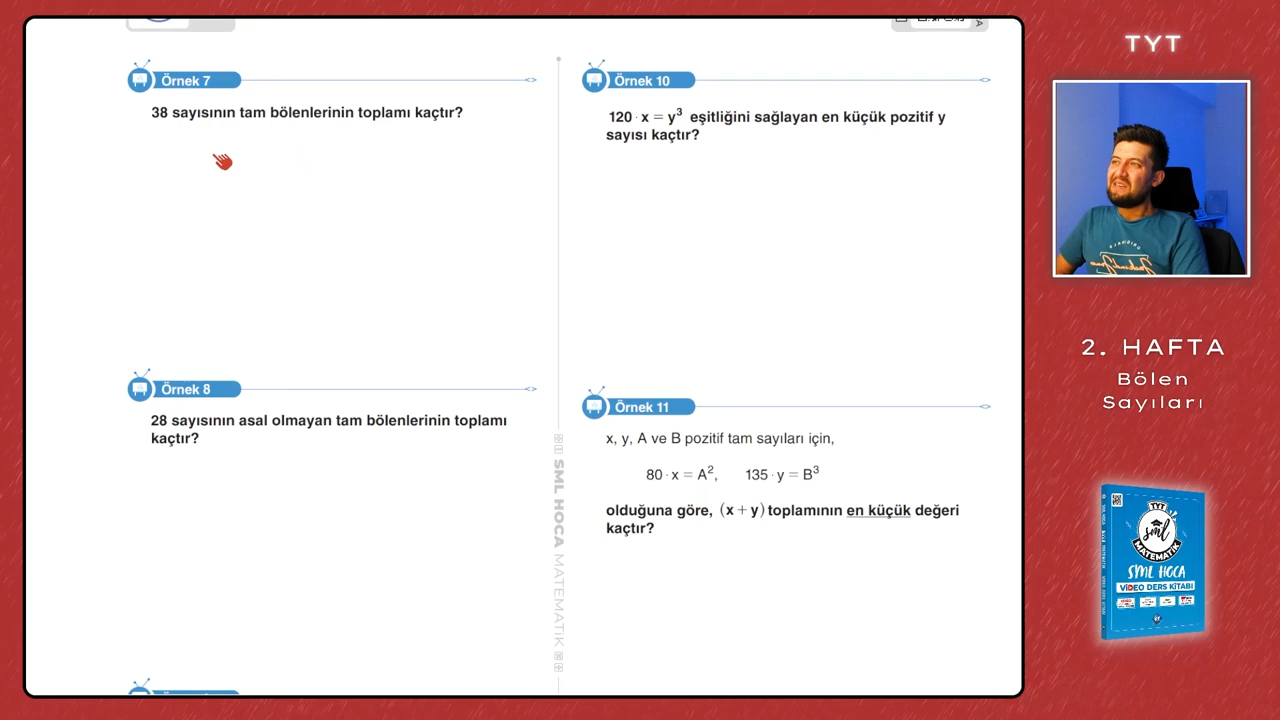 Örnek 7
38 sayısının tam bölenlerinin toplamı kaçtır?
Örnek 8
28 sayısının asal olmayan tam bölenlerinin toplamı
kaçtır?
SML HOCA MATEMATİK
Örnek 10
120 · x = y³ eşitliğini sağlayan en küçük pozitif y
sayısı kaçtır?
Örnek 11
x, y, A ve B pozitif tam sayıları için,
80 · x = A², 135 · y = B³
olduğuna göre, (x + y) toplamının en küçük değeri
kaçtır?
TYT
2. HAFTA
Bölen
Sayıları
TYT
sml
MATEMATİK
SML HOCA
VİDEO DERS KİTABI